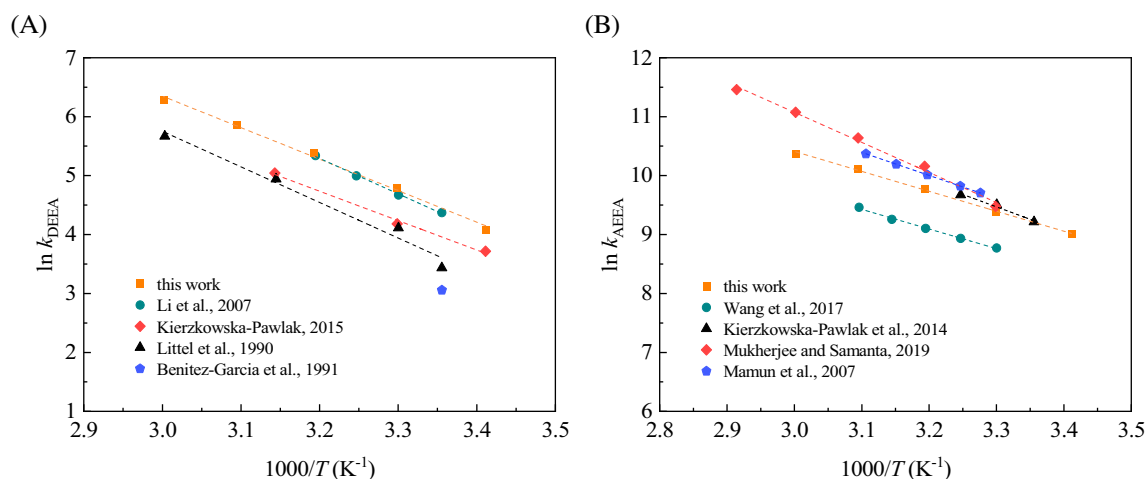 (A)
ln k_DEEA
7
6
5
4
3
2
1
2.9 3.0 3.1 3.2 3.3 3.4 3.5
1000/T (K⁻¹)
this work
Li et al., 2007
Kierzkowska-Pawlak, 2015
Littel et al., 1990
Benitez-Garcia et al., 1991
(B)
ln k_AEEA
12
11
10
9
8
7
6
2.8 2.9 3.0 3.1 3.2 3.3 3.4 3.5
1000/T (K⁻¹)
this work
Wang et al., 2017
Kierzkowska-Pawlak et al., 2014
Mukherjee and Samanta, 2019
Mamun et al., 2007